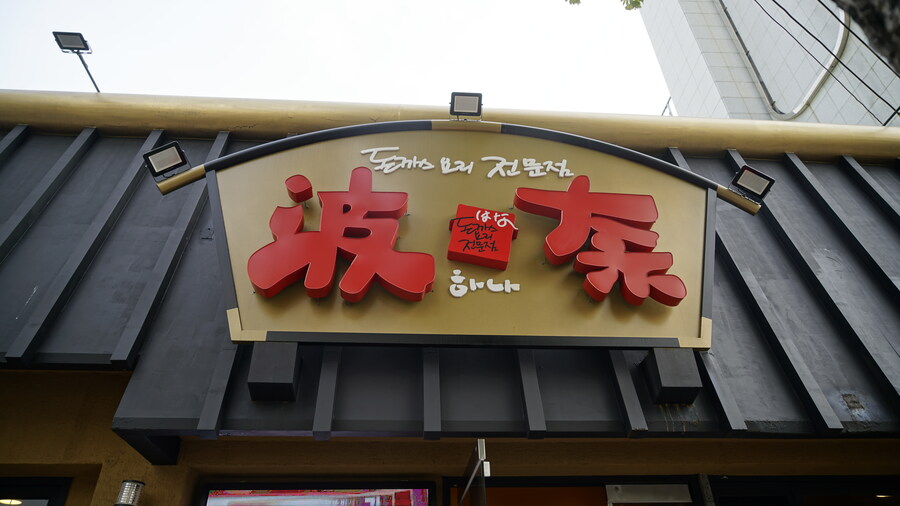 돈까스 요리 전문점
波 奈
はな
돈까스
요리
전문점
하나